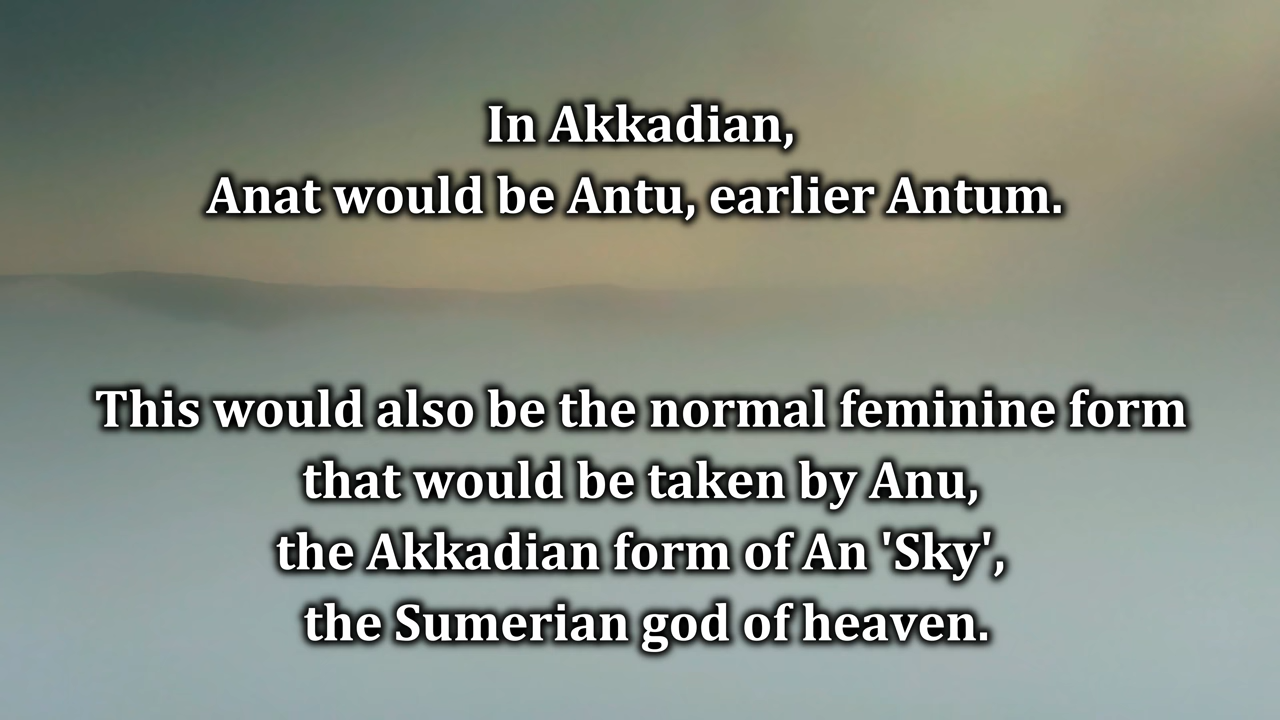 In Akkadian,
Anat would be Antu, earlier Antum.
This would also be the normal feminine form
that would be taken by Anu,
the Akkadian form of An 'Sky',
the Sumerian god of heaven.